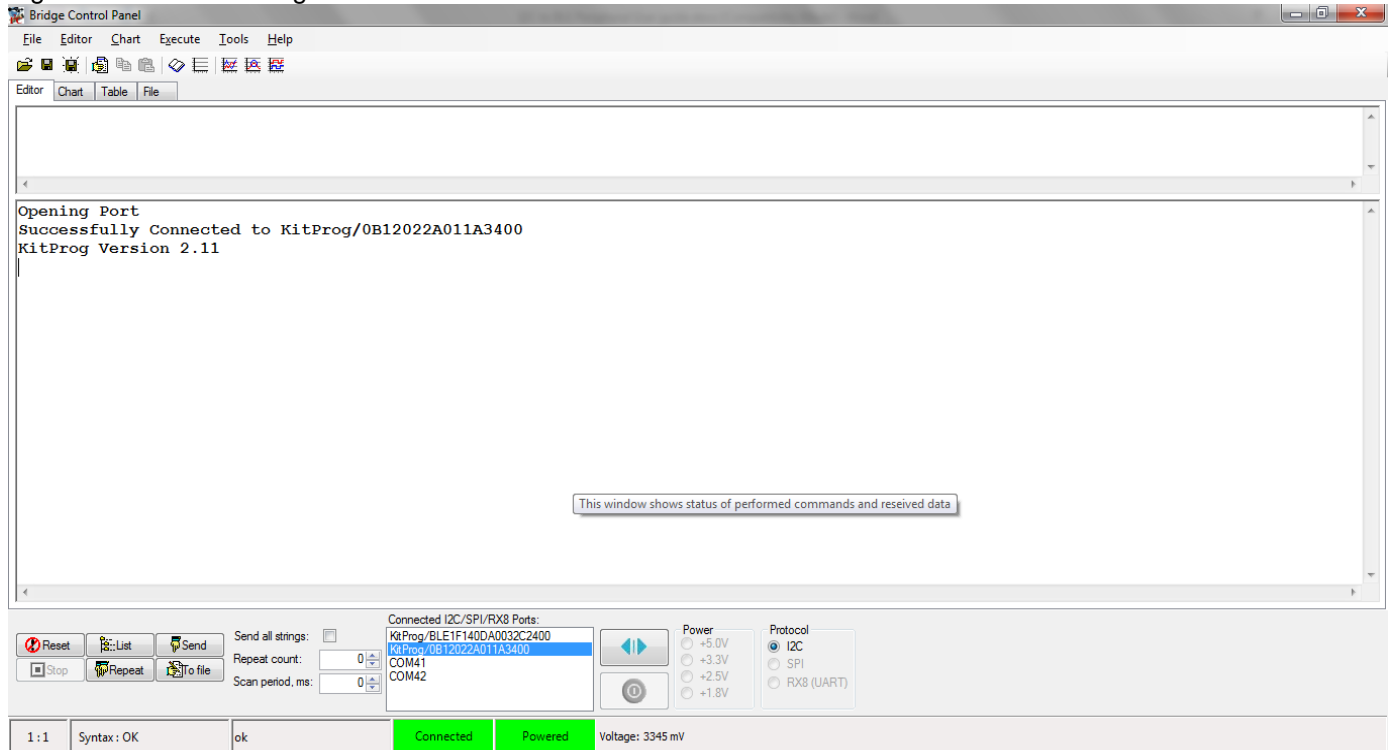 Bridge Control Panel
File Editor Chart Execute Tools Help
Editor Chart Table File
Opening Port
Successfully Connected to KitProg/0B12022A011A3400
KitProg Version 2.11
This window shows status of performed commands and reseived data
Connected I2C/SPI/RX8 Ports:
Reset List Send Send all strings:
Stop Repeat To file Repeat count: 0
Scan period, ms: 0
KitProg/BLE1F140DA0032C2400
KitProg/0B12022A011A3400
COM41
COM42
Power
+5.0V
+3.3V
+2.5V
+1.8V
Protocol
I2C
SPI
RX8 (UART)
1:1 Syntax : OK ok Connected Powered Voltage: 3345 mV